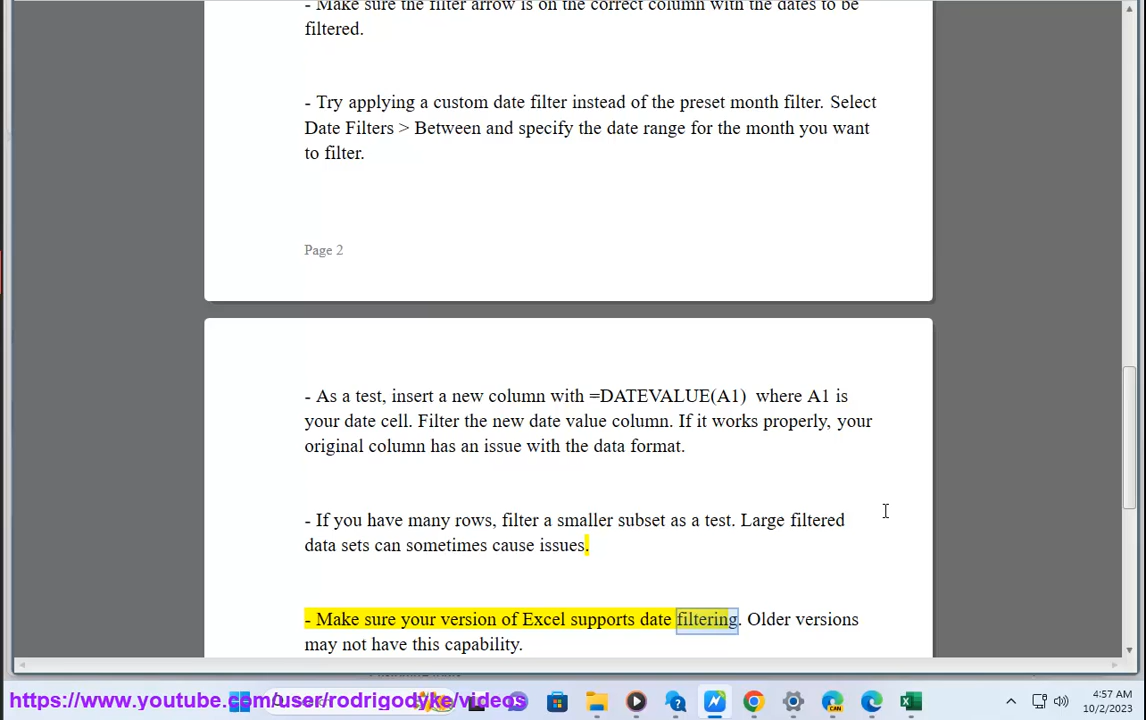 - Make sure the filter arrow is on the correct column with the dates to be
filtered.
- Try applying a custom date filter instead of the preset month filter. Select
Date Filters > Between and specify the date range for the month you want
to filter.
Page 2
- As a test, insert a new column with =DATEVALUE(A1) where A1 is
your date cell. Filter the new date value column. If it works properly, your
original column has an issue with the data format.
- If you have many rows, filter a smaller subset as a test. Large filtered
data sets can sometimes cause issues.
- Make sure your version of Excel supports date filtering. Older versions
may not have this capability.
https://www.youtube.com/user/rodrigodyke/videos
CAN
4:57 AM
10/2/2023